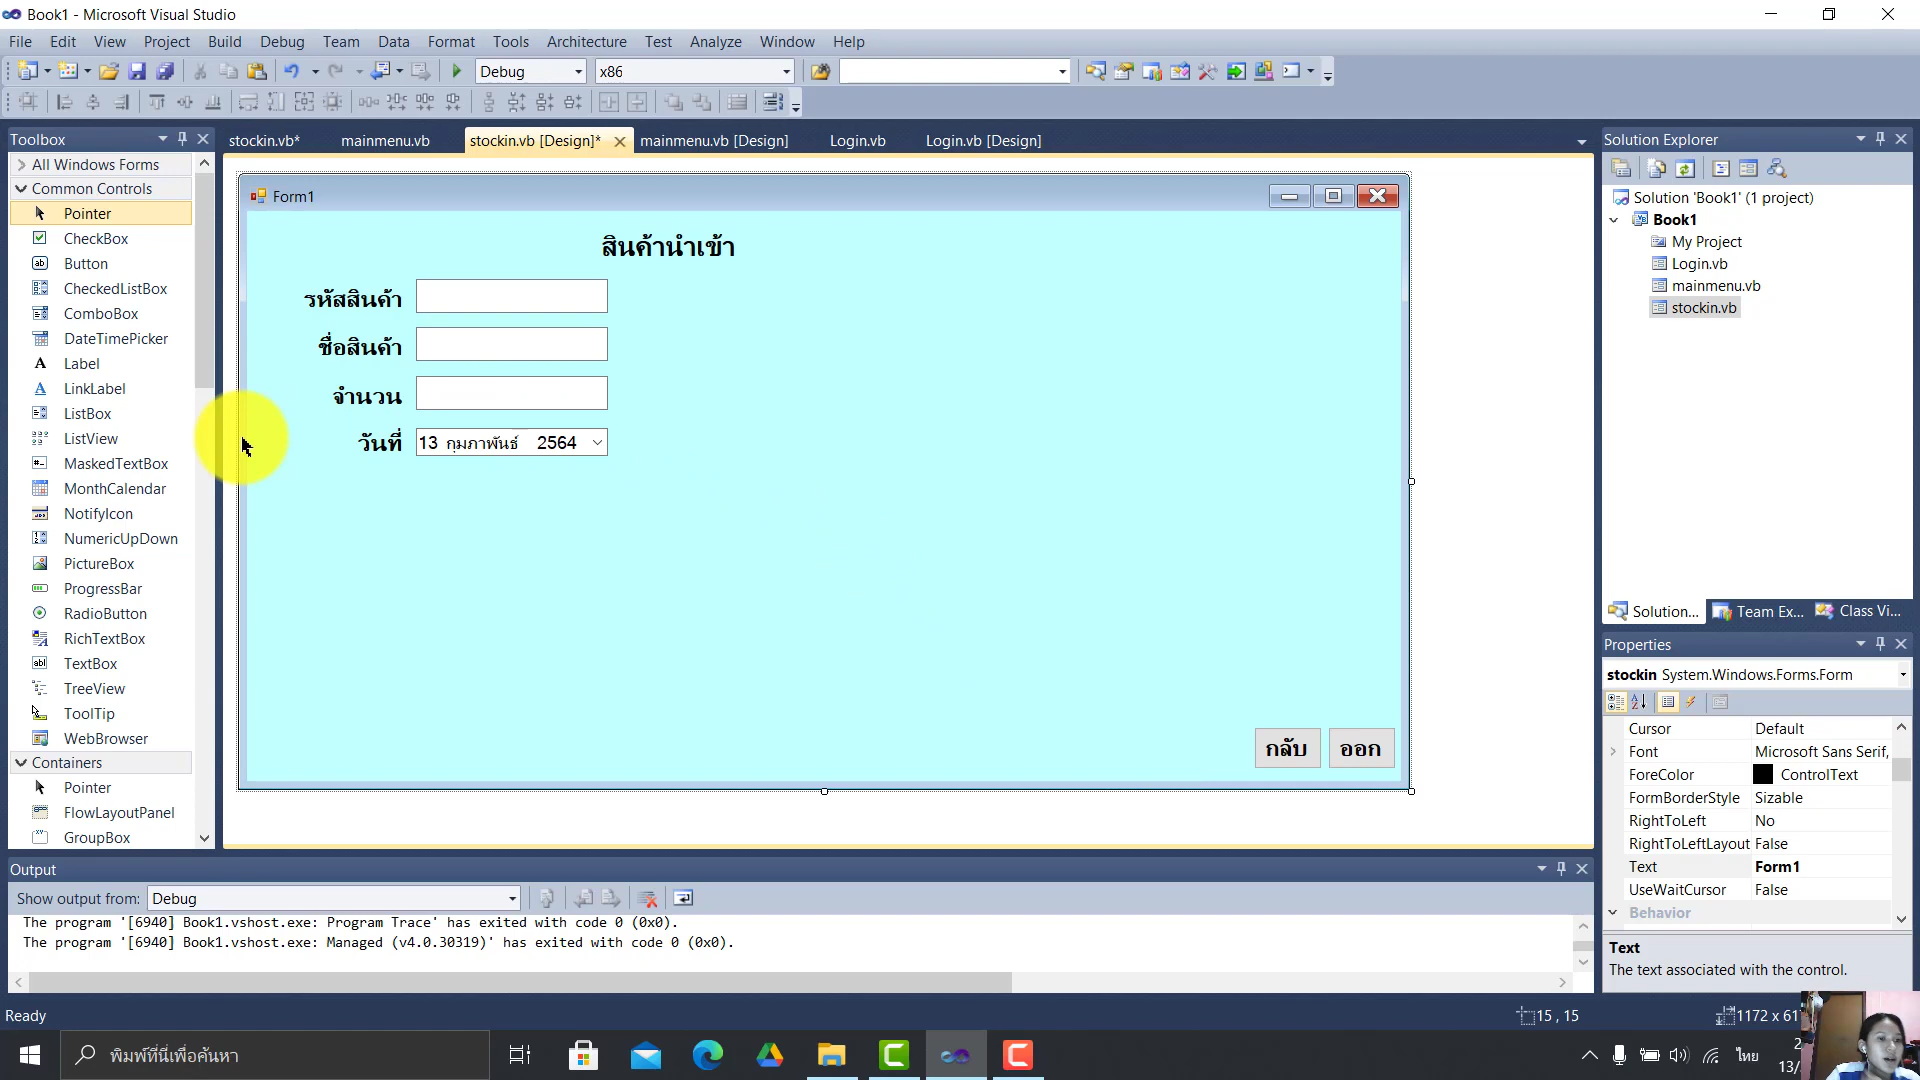 Book1 - Microsoft Visual Studio
File Edit View Project Build Debug Team Data Format Tools Architecture Test Analyze Window Help
Debug x86
Toolbox
stockin.vb* mainmenu.vb stockin.vb [Design]* mainmenu.vb [Design] Login.vb Login.vb [Design]
All Windows Forms
Common Controls
Pointer
CheckBox
Button
CheckedListBox
ComboBox
DateTimePicker
Label
LinkLabel
ListBox
ListView
MaskedTextBox
MonthCalendar
NotifyIcon
NumericUpDown
PictureBox
ProgressBar
RadioButton
RichTextBox
TextBox
TreeView
ToolTip
WebBrowser
Containers
Pointer
FlowLayoutPanel
GroupBox
Form1
สินค้านำเข้า
รหัสสินค้า
ชื่อสินค้า
จำนวน
วันที่ 13 กุมภาพันธ์ 2564
กลับ ออก
Solution Explorer
Solution 'Book1' (1 project)
Book1
My Project
Login.vb
mainmenu.vb
stockin.vb
Solution... Team Ex... Class Vi...
Properties
stockin System.Windows.Forms.Form
Cursor Default
Font Microsoft Sans Serif,
ForeColor ControlText
FormBorderStyle Sizable
RightToLeft No
RightToLeftLayout False
Text Form1
UseWaitCursor False
Behavior
Text
The text associated with the control.
Output
Show output from: Debug
The program '[6940] Book1.vshost.exe: Program Trace' has exited with code 0 (0x0).
The program '[6940] Book1.vshost.exe: Managed (v4.0.30319)' has exited with code 0 (0x0).
Ready 15 , 15 1172 x 61
พิมพ์ที่นี่เพื่อค้นหา
ไทย
13/